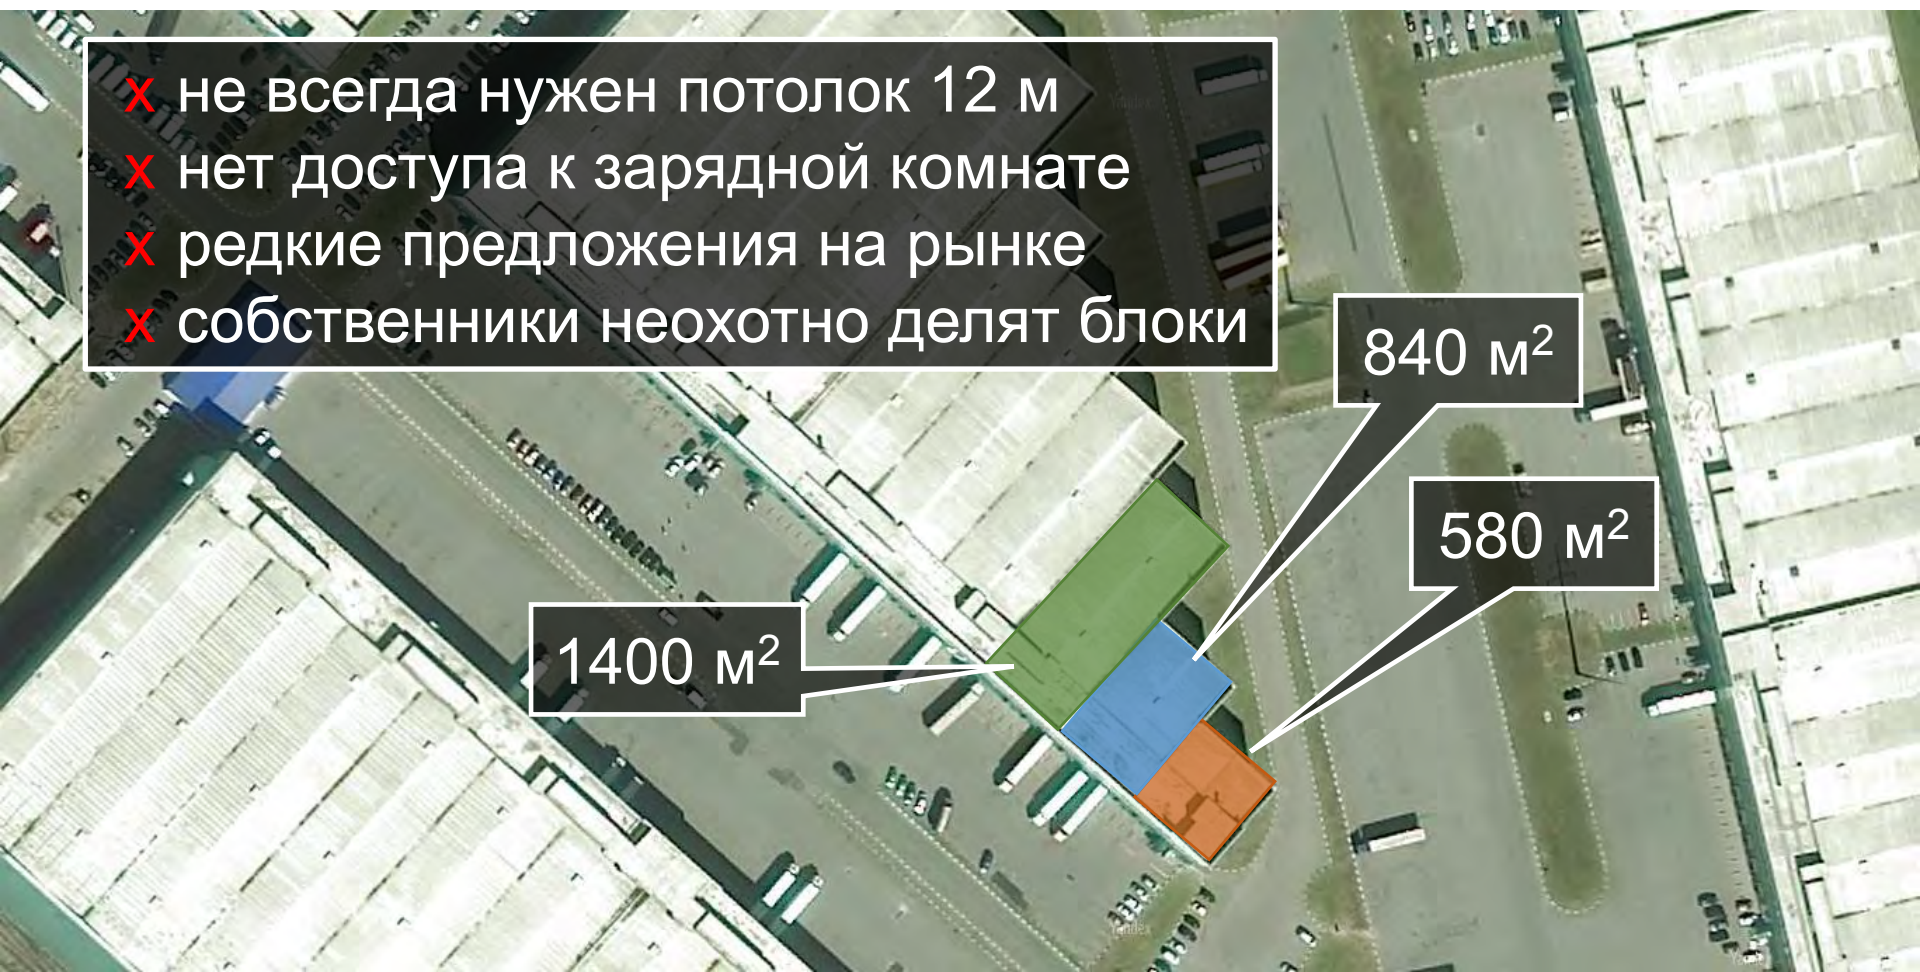 x не всегда нужен потолок 12 м
x нет доступа к зарядной комнате
x редкие предложения на рынке
x собственники неохотно делят блоки
840 м²
580 м²
1400 м²
Yandex